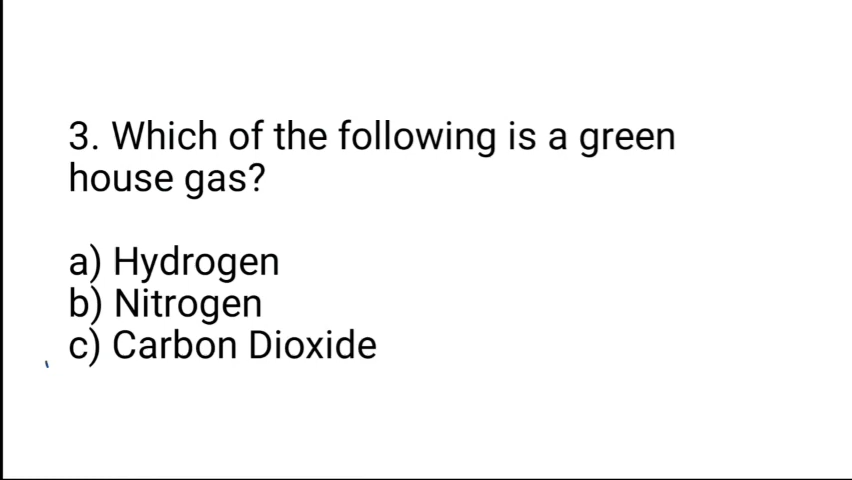 3. Which of the following is a green
house gas?
a) Hydrogen
b) Nitrogen
c) Carbon Dioxide